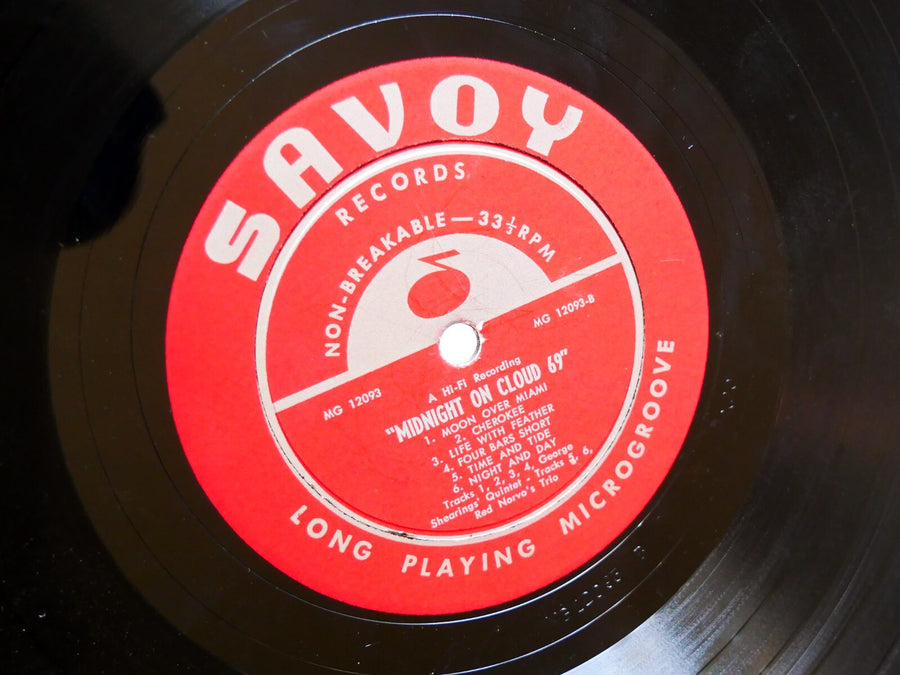 SAVOY
RECORDS
NON-BREAKABLE—33⅓RPM
MG 12093
MG 12093-B
A Hi-Fi Recording
"MIDNIGHT ON CLOUD 69"
1. MOON OVER MIAMI
2. CHEROKEE
3. LIFE WITH FEATHER
4. FOUR BARS SHORT
5. TIME AND TIDE
6. NIGHT AND DAY
Tracks 1, 2, 3, 4, George
Shearings' Quintet - Tracks 5, 6,
Red Norvo's Trio
LONG PLAYING MICROGROOVE